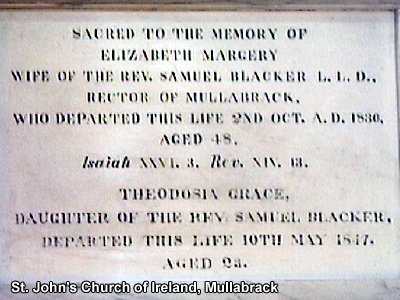 SACRED TO THE MEMORY OF
ELIZABETH MARGERY
WIFE OF THE REV. SAMUEL BLACKER L. L. D.,
RECTOR OF MULLABRACK,
WHO DEPARTED THIS LIFE 2ND OCT. A.D. 1830,
AGED 48.
Isaiah XXVI. 3. Rev. XIV. 13.
THEODOSIA GRACE,
DAUGHTER OF THE REV. SAMUEL BLACKER,
DEPARTED THIS LIFE 10TH MAY 1847.
AGED 23.
St. John's Church of Ireland, Mullabrack